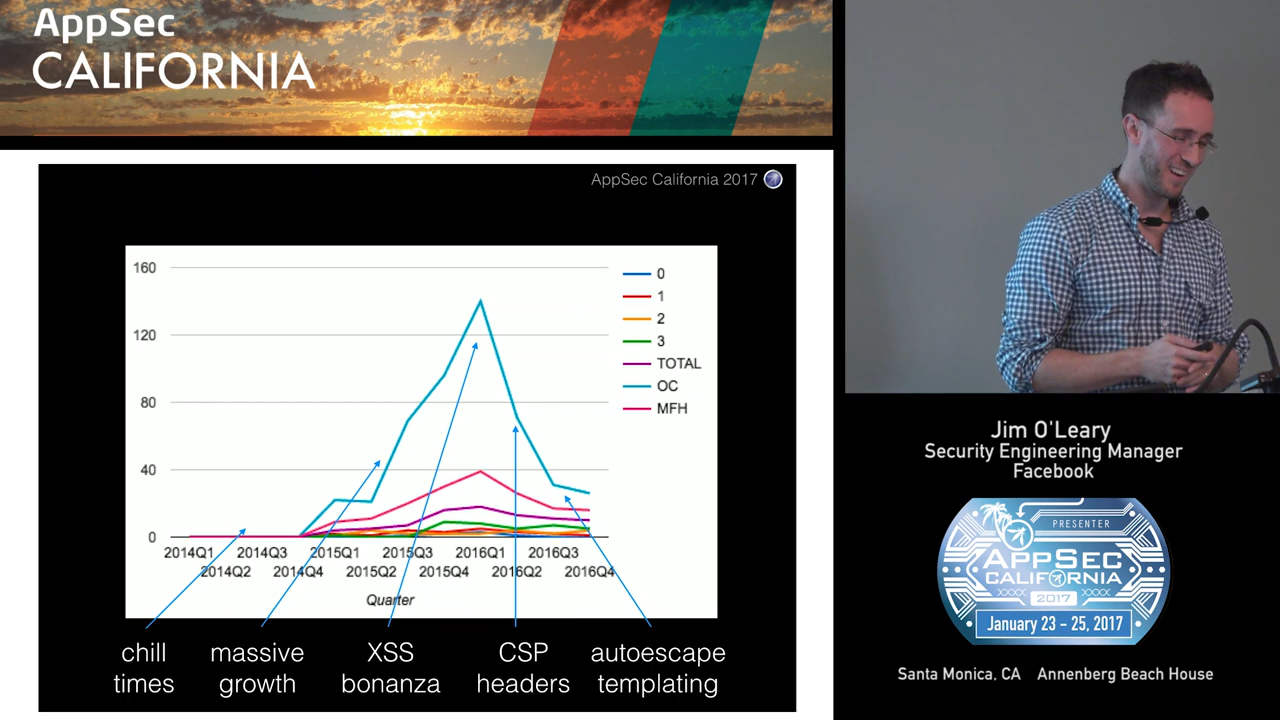 AppSec
CALIFORNIA
AppSec California 2017
160
120
80
40
0
0
1
2
3
TOTAL
OC
MFH
2014Q1 2014Q3 2015Q1 2015Q3 2016Q1 2016Q3
2014Q2 2014Q4 2015Q2 2015Q4 2016Q2 2016Q4
Quarter
chill
times
massive
growth
XSS
bonanza
CSP
headers
autoescape
templating
Jim O'Leary
Security Engineering Manager
Facebook
PRESENTER
APPSEC
CALIFORNIA
2017
January 23 - 25, 2017
Santa Monica, CA Annenberg Beach House